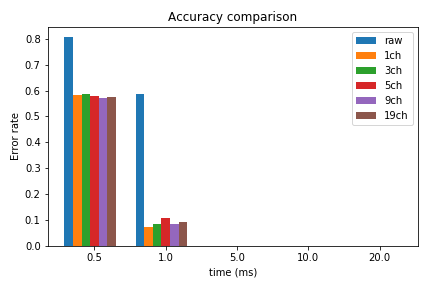 Accuracy comparison
Error rate
0.8
0.7
0.6
0.5
0.4
0.3
0.2
0.1
0.0
raw
1ch
3ch
5ch
9ch
19ch
0.5 1.0 5.0 10.0 20.0
time (ms)